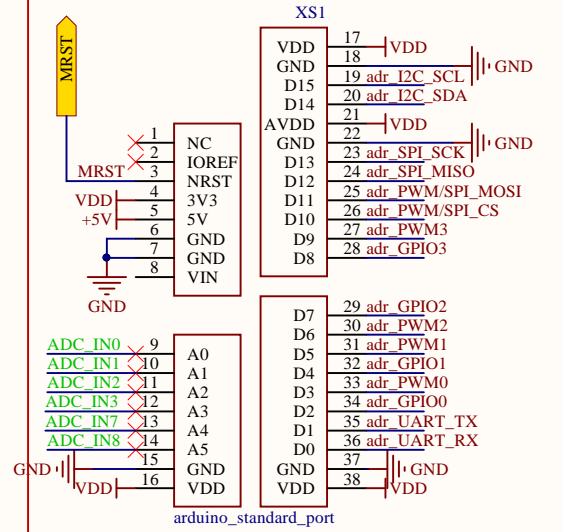 XS1
MRST
VDD 17 VDD
GND 18 GND
D15 19 adr_I2C_SCL
D14 20 adr_I2C_SDA
AVDD 21 VDD
GND 22 GND
D13 23 adr_SPI_SCK
D12 24 adr_SPI_MISO
D11 25 adr_PWM/SPI_MOSI
D10 26 adr_PWM/SPI_CS
D9 27 adr_PWM3
D8 28 adr_GPIO3
1 NC
2 IOREF
MRST 3 NRST
VDD 4 3V3
+5V 5 5V
6 GND
7 GND
8 VIN
GND
D7 29 adr_GPIO2
D6 30 adr_PWM2
D5 31 adr_PWM1
D4 32 adr_GPIO1
D3 33 adr_PWM0
D2 34 adr_GPIO0
D1 35 adr_UART_TX
D0 36 adr_UART_RX
GND 37 GND
VDD 38 VDD
ADC_IN0 9 A0
ADC_IN1 10 A1
ADC_IN2 11 A2
ADC_IN3 12 A3
ADC_IN7 13 A4
ADC_IN8 14 A5
GND 15 GND
VDD 16 VDD
arduino_standard_port